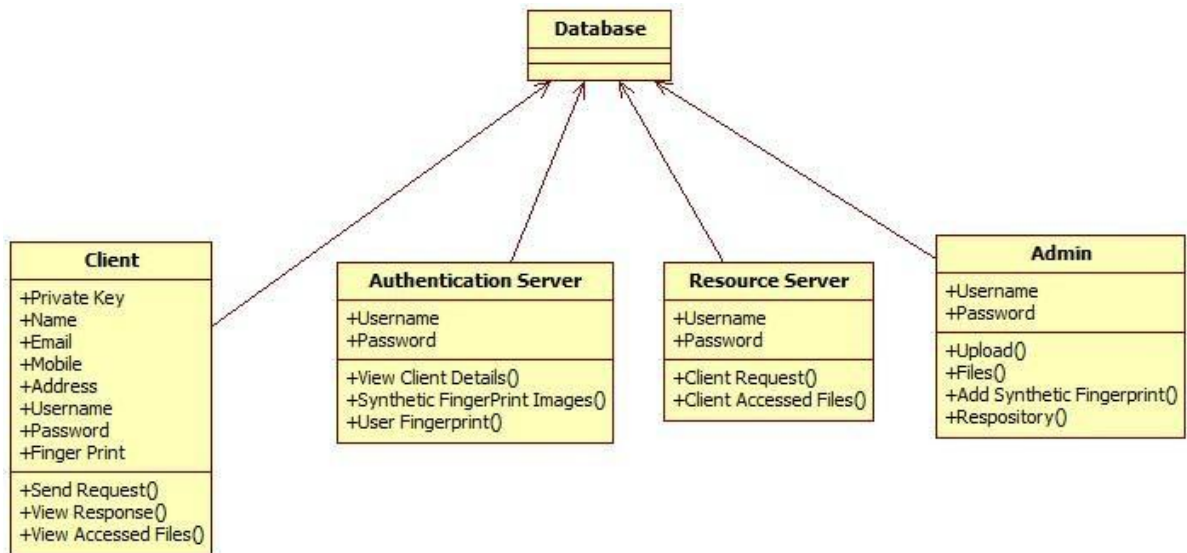 Database
Client
+Private Key
+Name
+Email
+Mobile
+Address
+Username
+Password
+Finger Print
+Send Request()
+View Response()
+View Accessed Files()
Authentication Server
+Username
+Password
+View Client Details()
+Synthetic FingerPrint Images()
+User Fingerprint()
Resource Server
+Username
+Password
+Client Request()
+Client Accessed Files()
Admin
+Username
+Password
+Upload()
+Files()
+Add Synthetic Fingerprint()
+Respository()